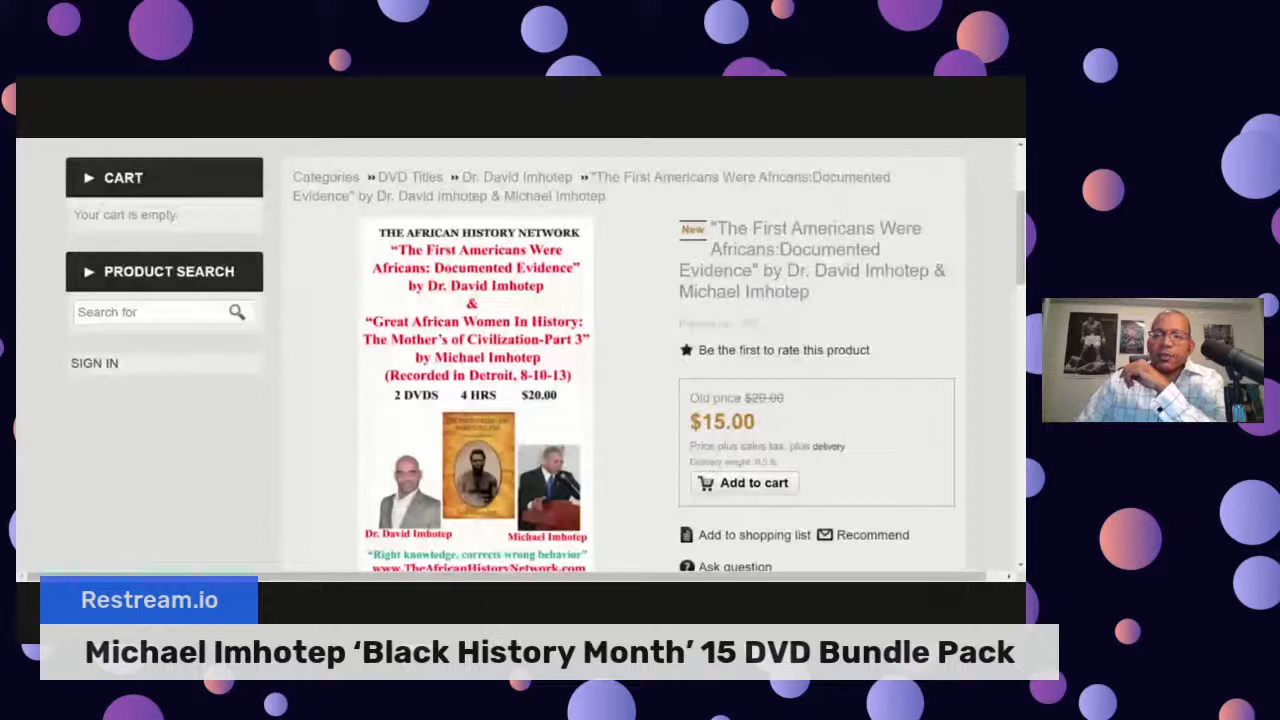 ► CART
Your cart is empty.
► PRODUCT SEARCH
Search for
SIGN IN
Categories »DVD Titles »Dr. David Imhotep »"The First Americans Were Africans:Documented
Evidence" by Dr. David Imhotep & Michael Imhotep
THE AFRICAN HISTORY NETWORK
“The First Americans Were
Africans: Documented Evidence”
by Dr. David Imhotep
&
“Great African Women In History:
The Mother’s of Civilization-Part 3”
by Michael Imhotep
(Recorded in Detroit, 8-10-13)
2 DVDS 4 HRS $20.00
Dr. David Imhotep
Michael Imhotep
“Right knowledge, corrects wrong behavior”
www.TheAfricanHistoryNetwork.com
New "The First Americans Were
Africans:Documented
Evidence" by Dr. David Imhotep &
Michael Imhotep
Be the first to rate this product
Old price $20.00
$15.00
Price plus sales tax, plus delivery
Delivery weight: 0.5 lb.
Add to cart
Add to shopping list Recommend
Ask question
Restream.io
Michael Imhotep ‘Black History Month’ 15 DVD Bundle Pack